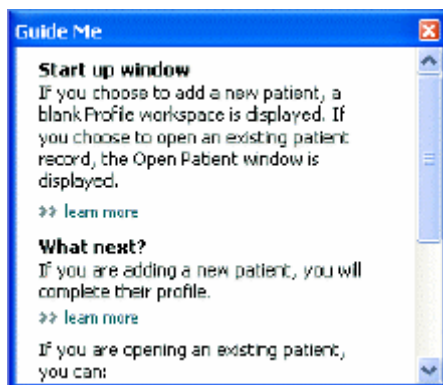 Guide Me
Start up window
If you choose to add a new patient, a
blank Profile workspace is displayed. If
you choose to open an existing patient
record, the Open Patient window is
displayed.
>> learn more
What next?
If you are adding a new patient, you will
complete their profile.
>> learn more
If you are opening an existing patient,
you can: